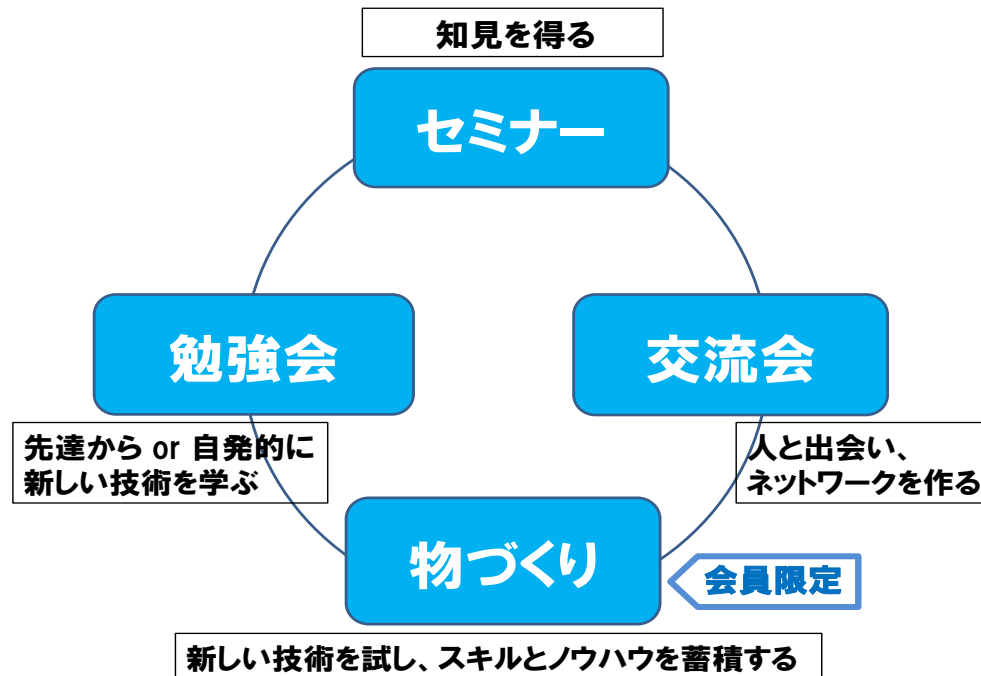 知見を得る
セミナー
勉強会
交流会
先達から or 自発的に
新しい技術を学ぶ
人と出会い、
ネットワークを作る
物づくり
会員限定
新しい技術を試し、スキルとノウハウを蓄積する